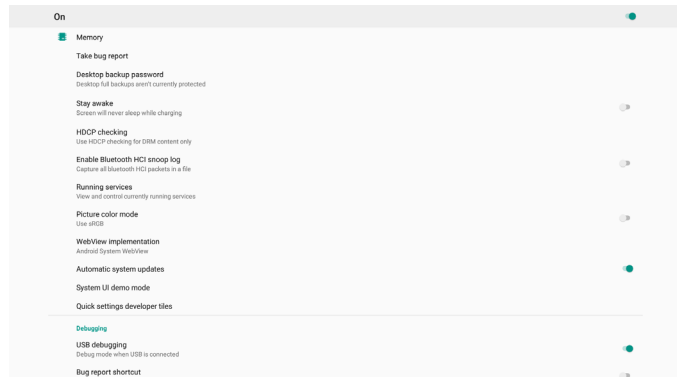 On
Memory
Take bug report
Desktop backup password
Desktop full backups aren't currently protected
Stay awake
Screen will never sleep while charging
HDCP checking
Use HDCP checking for DRM content only
Enable Bluetooth HCI snoop log
Capture all bluetooth HCI packets in a file
Running services
View and control currently running services
Picture color mode
Use sRGB
WebView implementation
Android System WebView
Automatic system updates
System UI demo mode
Quick settings developer tiles
Debugging
USB debugging
Debug mode when USB is connected
Bug report shortcut